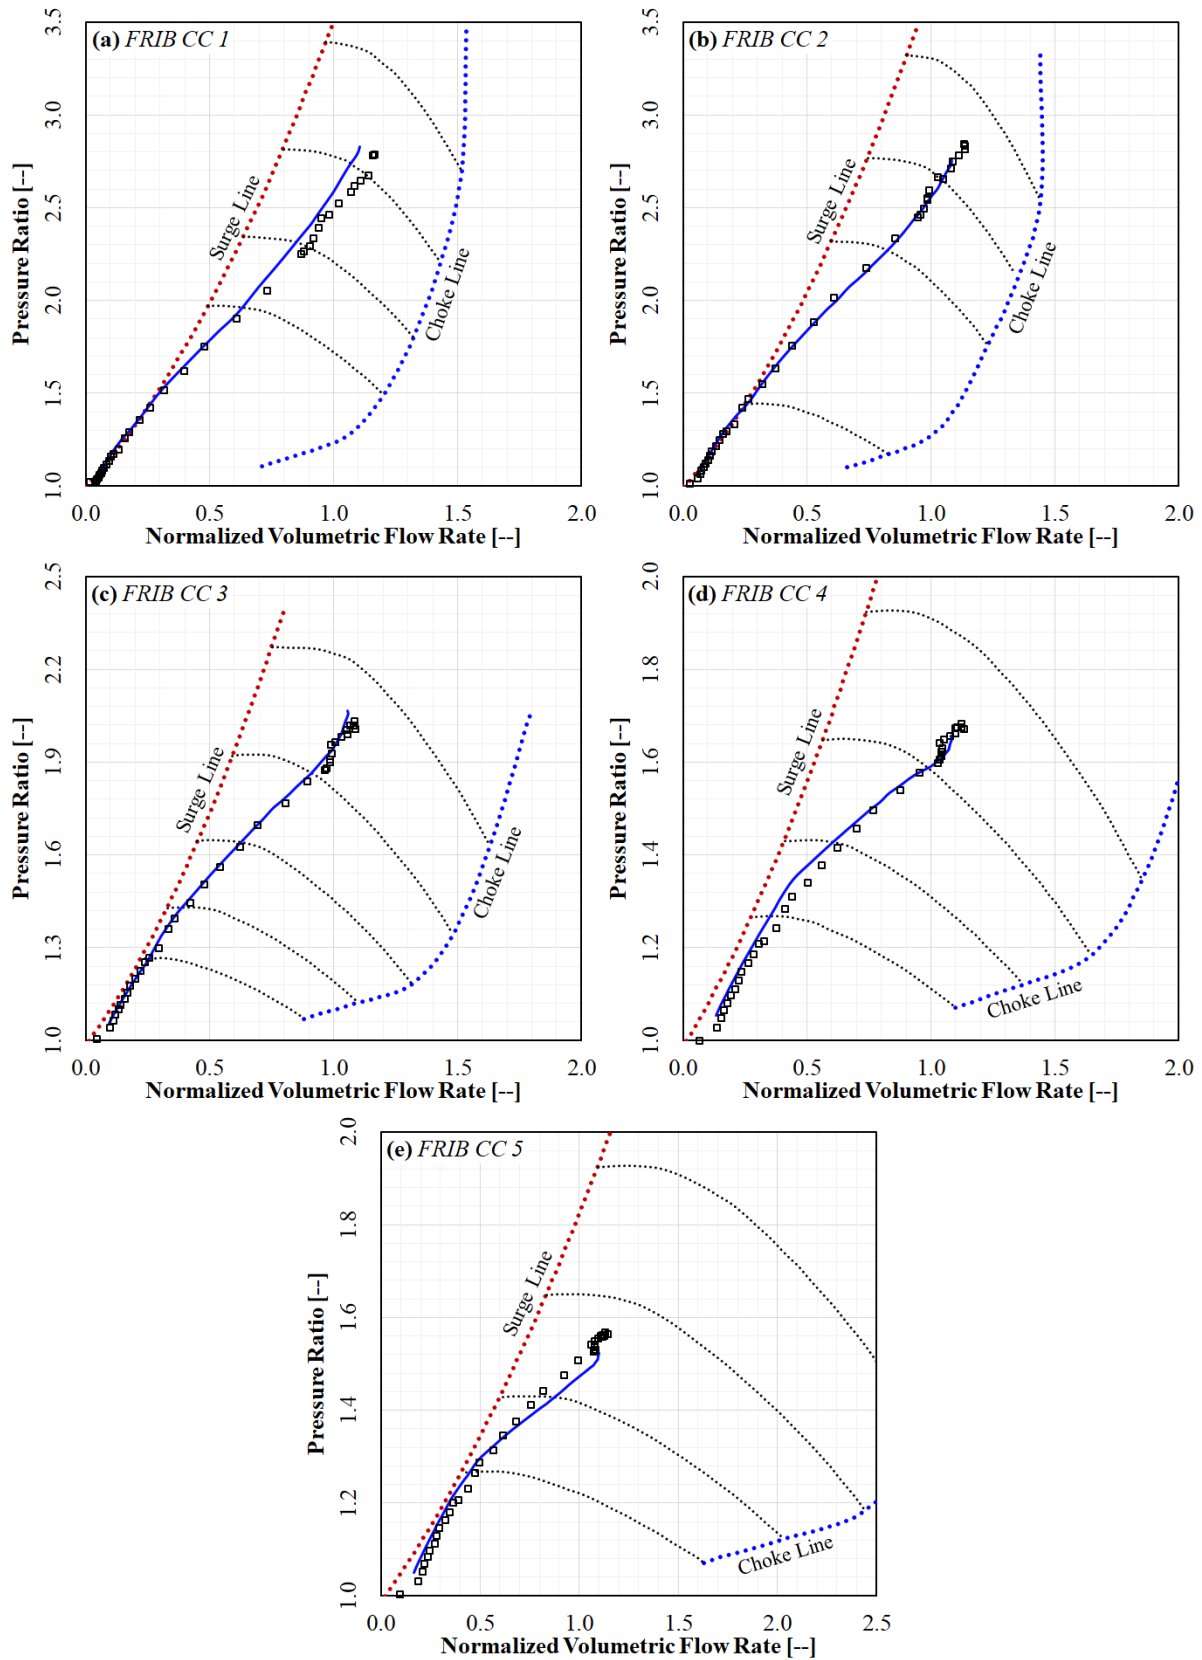 (a) FRIB CC 1
Pressure Ratio [--]
3.5
3.0
2.5
2.0
1.5
1.0
Surge Line
Choke Line
0.0 0.5 1.0 1.5 2.0
Normalized Volumetric Flow Rate [--]
(b) FRIB CC 2
Pressure Ratio [--]
3.5
3.0
2.5
2.0
1.5
1.0
Surge Line
Choke Line
0.0 0.5 1.0 1.5 2.0
Normalized Volumetric Flow Rate [--]
(c) FRIB CC 3
Pressure Ratio [--]
2.5
2.2
1.9
1.6
1.3
1.0
Surge Line
Choke Line
0.0 0.5 1.0 1.5 2.0
Normalized Volumetric Flow Rate [--]
(d) FRIB CC 4
Pressure Ratio [--]
2.0
1.8
1.6
1.4
1.2
1.0
Surge Line
Choke Line
0.0 0.5 1.0 1.5 2.0
Normalized Volumetric Flow Rate [--]
(e) FRIB CC 5
Pressure Ratio [--]
2.0
1.8
1.6
1.4
1.2
1.0
Surge Line
Choke Line
0.0 0.5 1.0 1.5 2.0 2.5
Normalized Volumetric Flow Rate [--]